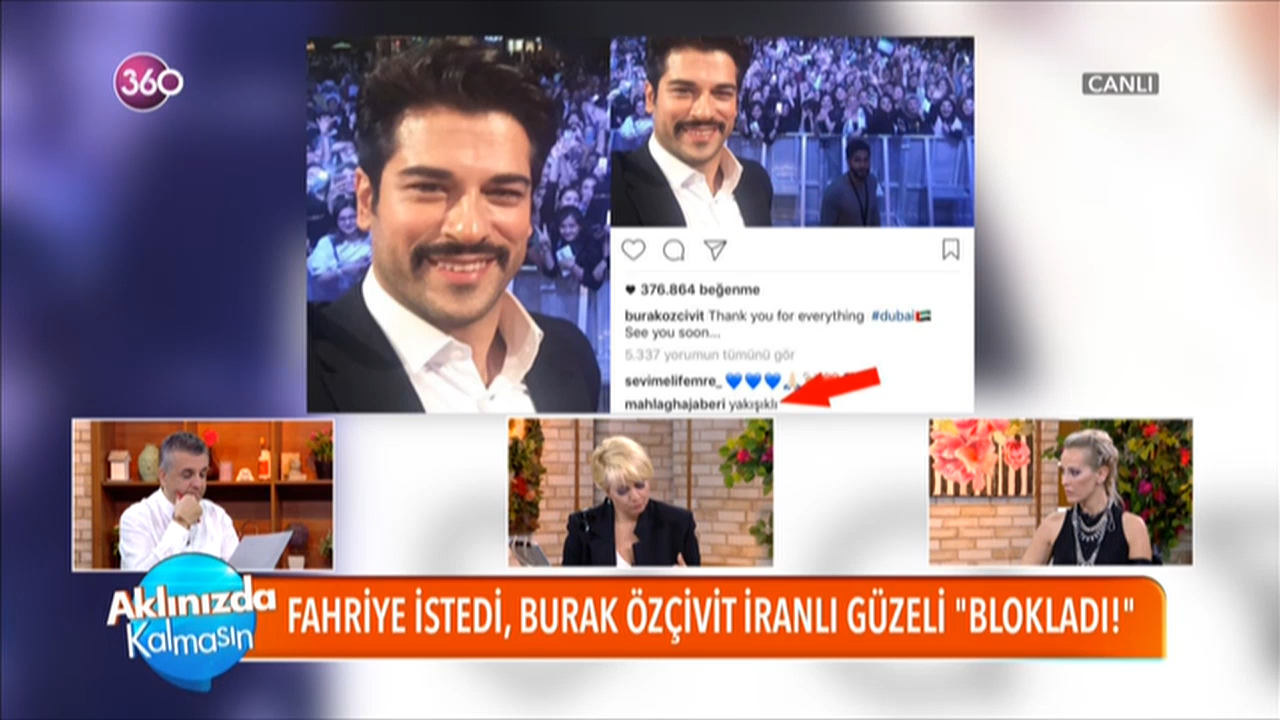 360
CANLI
376.864 beğenme
burakozcivit Thank you for everything #dubai
See you soon...
5.337 yorumun tümünü gör
sevimelifemre_
mahlaghajaberi yakışıklı
Aklınızda
Kalmasın
FAHRİYE İSTEDİ, BURAK ÖZÇİVİT İRANLI GÜZELİ "BLOKLADI!"